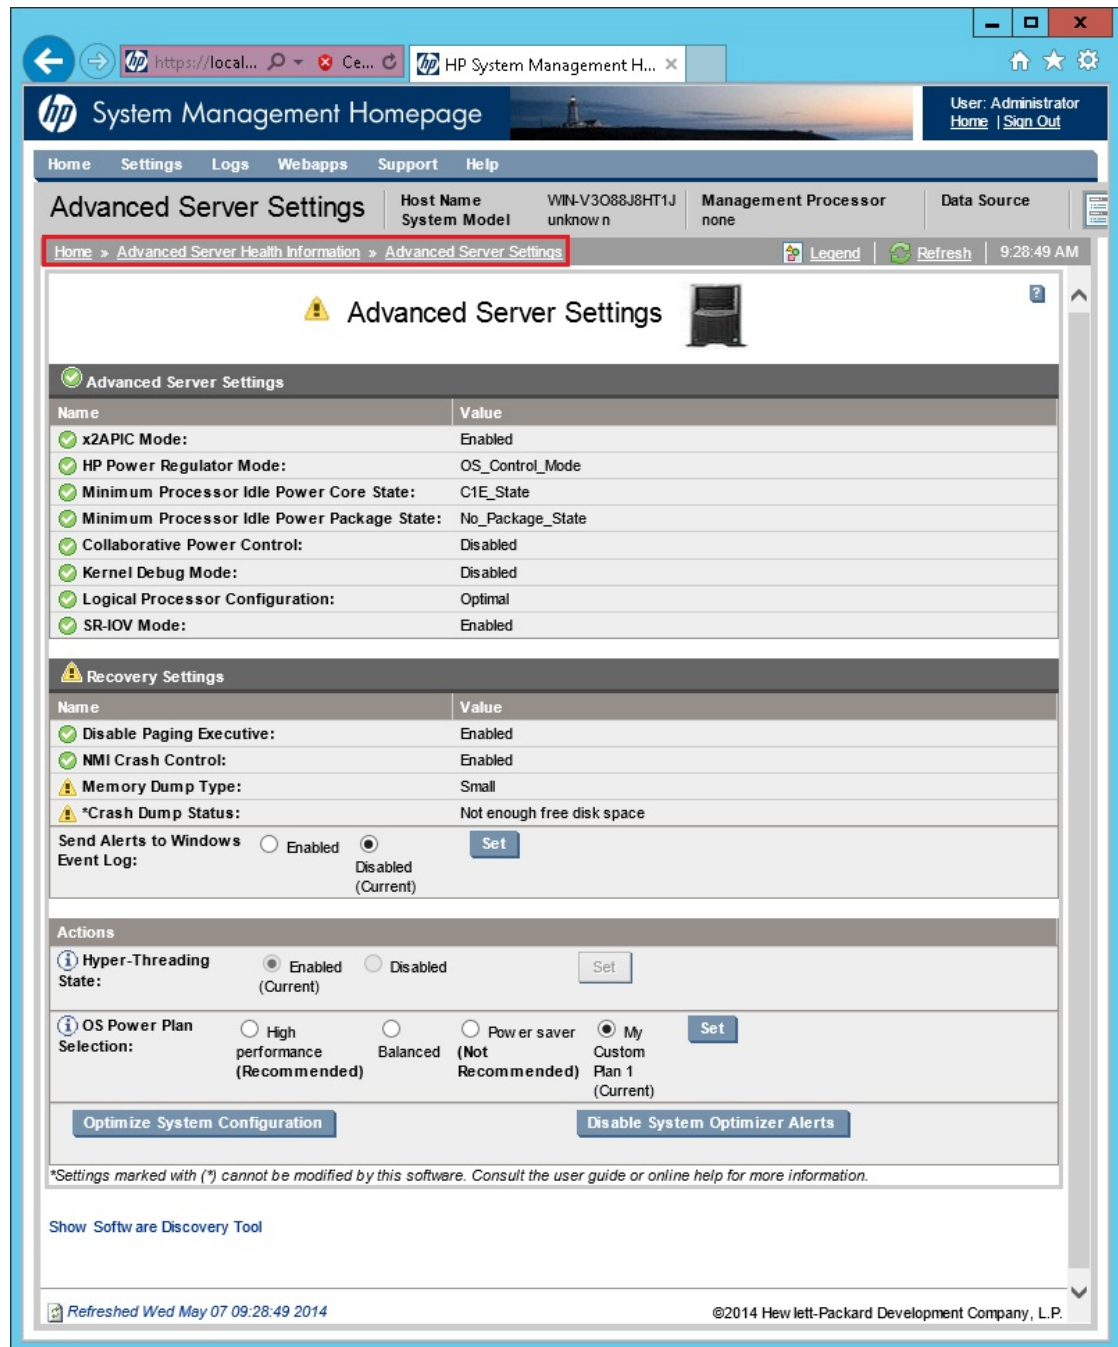 https://local... Ce... HP System Management H...
hp System Management Homepage
User: Administrator
Home | Sign Out
Home Settings Logs Webapps Support Help
Advanced Server Settings
Host Name WIN-V3O88J8HT1J
System Model unknown
Management Processor
none
Data Source
Home » Advanced Server Health Information » Advanced Server Settings
Legend | Refresh | 9:28:49 AM
Advanced Server Settings
?
Advanced Server Settings
Name Value
x2APIC Mode: Enabled
HP Power Regulator Mode: OS_Control_Mode
Minimum Processor Idle Power Core State: C1E_State
Minimum Processor Idle Power Package State: No_Package_State
Collaborative Power Control: Disabled
Kernel Debug Mode: Disabled
Logical Processor Configuration: Optimal
SR-IOV Mode: Enabled
Recovery Settings
Name Value
Disable Paging Executive: Enabled
NMI Crash Control: Enabled
Memory Dump Type: Small
*Crash Dump Status: Not enough free disk space
Send Alerts to Windows
Event Log:
Enabled
Disabled
(Current)
Set
Actions
Hyper-Threading
State:
Enabled
(Current)
Disabled
Set
OS Power Plan
Selection:
High
performance
(Recommended)
Balanced
Power saver
(Not
Recommended)
My
Custom
Plan 1
(Current)
Set
Optimize System Configuration
Disable System Optimizer Alerts
*Settings marked with (*) cannot be modified by this software. Consult the user guide or online help for more information.
Show Software Discovery Tool
Refreshed Wed May 07 09:28:49 2014
©2014 Hewlett-Packard Development Company, L.P.